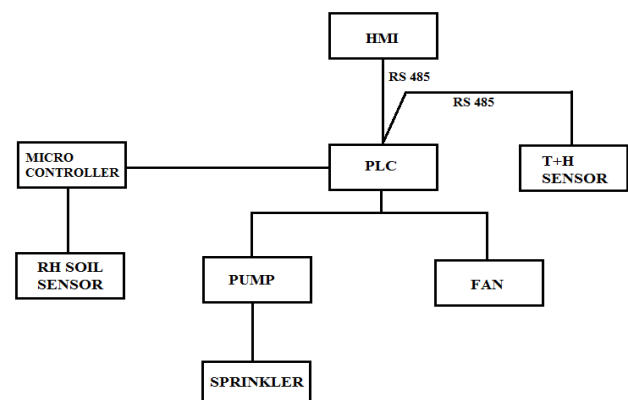 HMI
RS 485
RS 485
MICRO
CONTROLLER
PLC
T+H
SENSOR
RH SOIL
SENSOR
PUMP
FAN
SPRINKLER